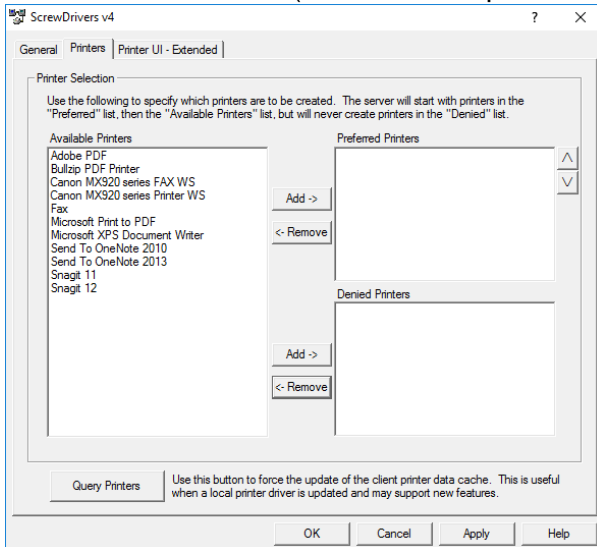 ScrewDrivers v4
General Printers Printer UI - Extended
Printer Selection
Use the following to specify which printers are to be created. The server will start with printers in the
"Preferred" list, then the "Available Printers" list, but will never create printers in the "Denied" list.
Available Printers
Adobe PDF
Bullzip PDF Printer
Canon MX920 series FAX WS
Canon MX920 series Printer WS
Fax
Microsoft Print to PDF
Microsoft XPS Document Writer
Send To OneNote 2010
Send To OneNote 2013
Snagit 11
Snagit 12
Add ->
<- Remove
Add ->
<- Remove
Preferred Printers
Denied Printers
Query Printers
Use this button to force the update of the client printer data cache. This is useful
when a local printer driver is updated and may support new features.
OK Cancel Apply Help